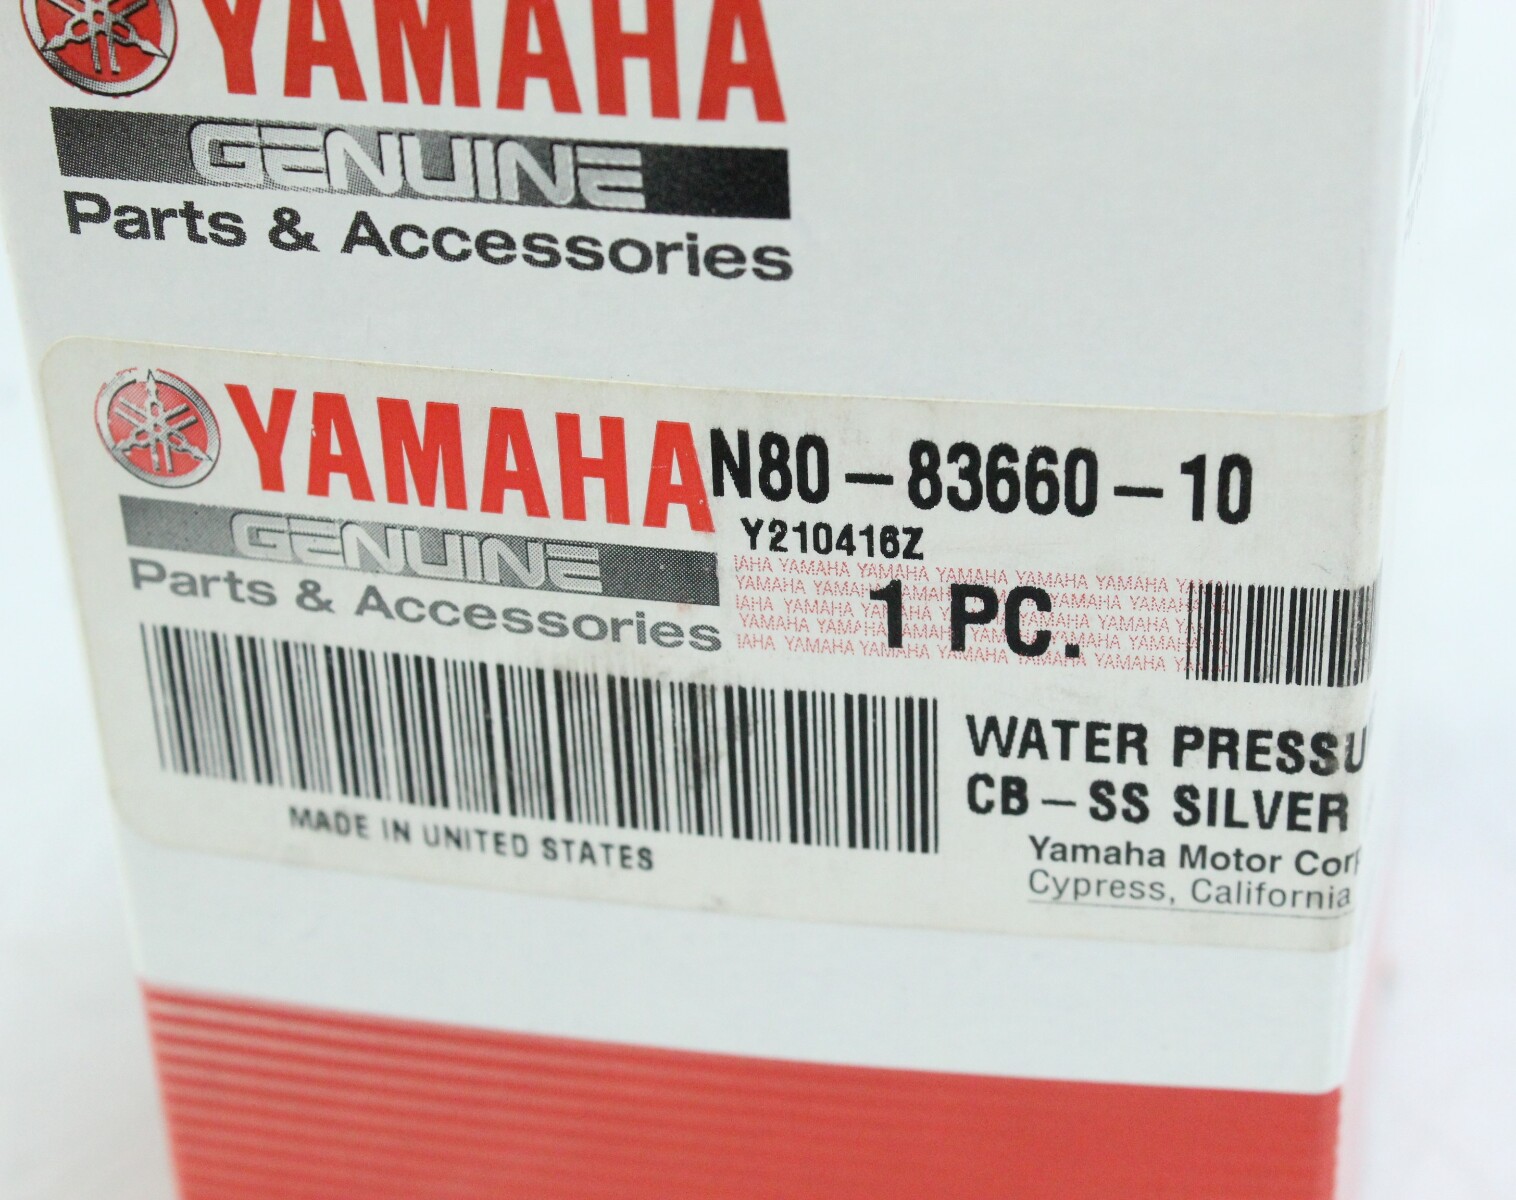 YAMAHA
GENUINE
Parts & Accessories
YAMAHA
GENUINE
Parts & Accessories
N80-83660-10
Y210416Z
1 PC.
MADE IN UNITED STATES
WATER PRESSU
CB-SS SILVER
Yamaha Motor Corp
Cypress, California